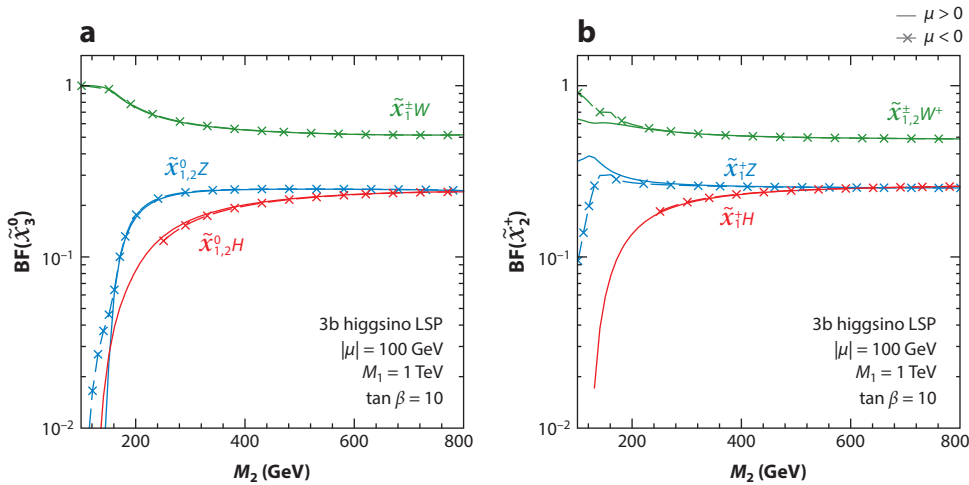 μ > 0
μ < 0
a
b
BF(χ̃⁰₃)
1
10⁻¹
10⁻²
χ̃±₁W
χ̃⁰₁,₂Z
χ̃⁰₁,₂H
3b higgsino LSP
|μ| = 100 GeV
M₁ = 1 TeV
tan β = 10
200 400 600 800
M₂ (GeV)
BF(χ̃⁺₂)
1
10⁻¹
10⁻²
χ̃±₁,₂W⁺
χ̃⁺₁Z
χ̃⁺₁H
3b higgsino LSP
|μ| = 100 GeV
M₁ = 1 TeV
tan β = 10
200 400 600 800
M₂ (GeV)